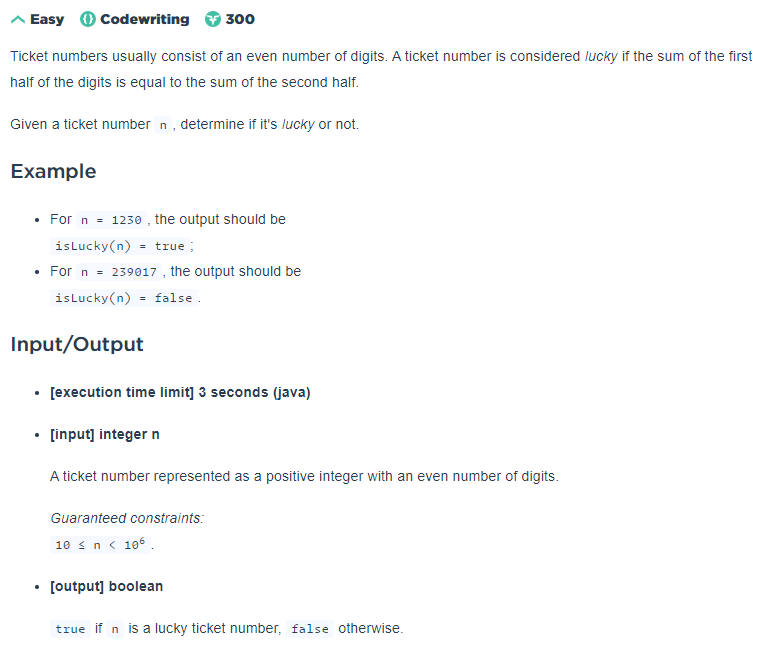 Easy Codewriting 300
Ticket numbers usually consist of an even number of digits. A ticket number is considered lucky if the sum of the first
half of the digits is equal to the sum of the second half.
Given a ticket number n , determine if it's lucky or not.
Example
• For n = 1230 , the output should be
isLucky(n) = true ;
• For n = 239017 , the output should be
isLucky(n) = false .
Input/Output
• [execution time limit] 3 seconds (java)
• [input] integer n
A ticket number represented as a positive integer with an even number of digits.
Guaranteed constraints:
10 ≤ n < 10⁶ .
• [output] boolean
true if n is a lucky ticket number, false otherwise.